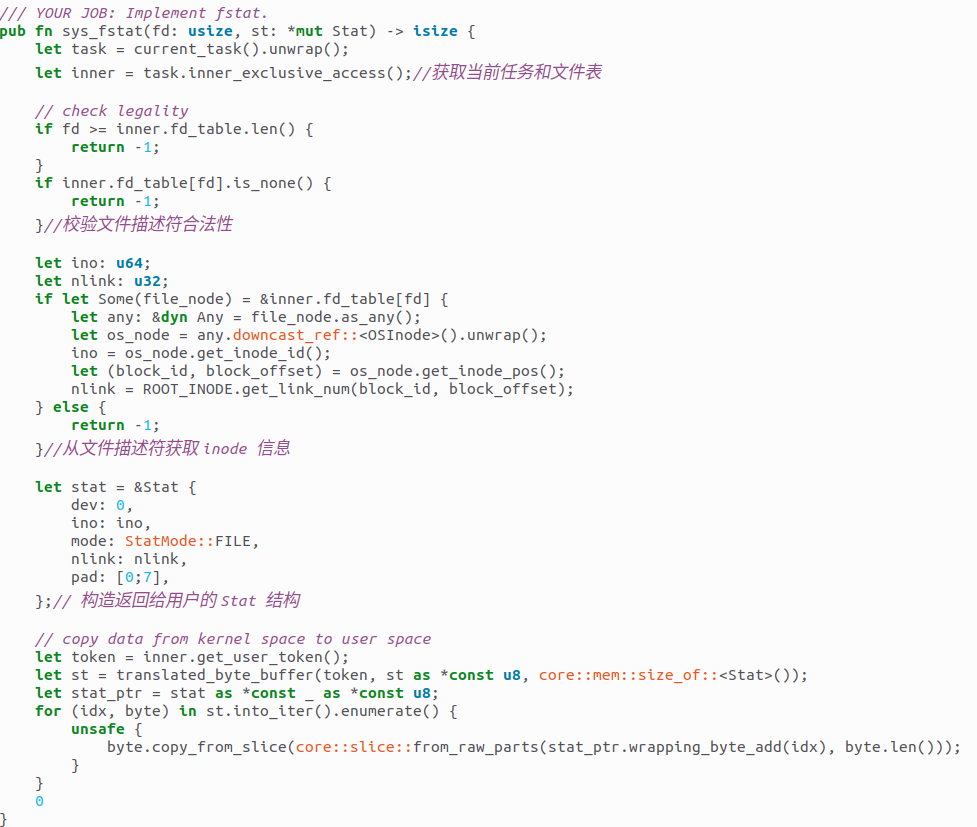 /// YOUR JOB: Implement fstat.
pub fn sys_fstat(fd: usize, st: *mut Stat) -> isize {
    let task = current_task().unwrap();
    let inner = task.inner_exclusive_access();//获取当前任务和文件表

    // check legality
    if fd >= inner.fd_table.len() {
        return -1;
    }
    if inner.fd_table[fd].is_none() {
        return -1;
    }//校验文件描述符合法性

    let ino: u64;
    let nlink: u32;
    if let Some(file_node) = &inner.fd_table[fd] {
        let any: &dyn Any = file_node.as_any();
        let os_node = any.downcast_ref::<OSInode>().unwrap();
        ino = os_node.get_inode_id();
        let (block_id, block_offset) = os_node.get_inode_pos();
        nlink = ROOT_INODE.get_link_num(block_id, block_offset);
    } else {
        return -1;
    }//从文件描述符获取 inode 信息

    let stat = &Stat {
        dev: 0,
        ino: ino,
        mode: StatMode::FILE,
        nlink: nlink,
        pad: [0;7],
    };// 构造返回给用户的 Stat 结构

    // copy data from kernel space to user space
    let token = inner.get_user_token();
    let st = translated_byte_buffer(token, st as *const u8, core::mem::size_of::<Stat>());
    let stat_ptr = stat as *const _ as *const u8;
    for (idx, byte) in st.into_iter().enumerate() {
        unsafe {
            byte.copy_from_slice(core::slice::from_raw_parts(stat_ptr.wrapping_byte_add(idx), byte.len()));
        }
    }
    0
}